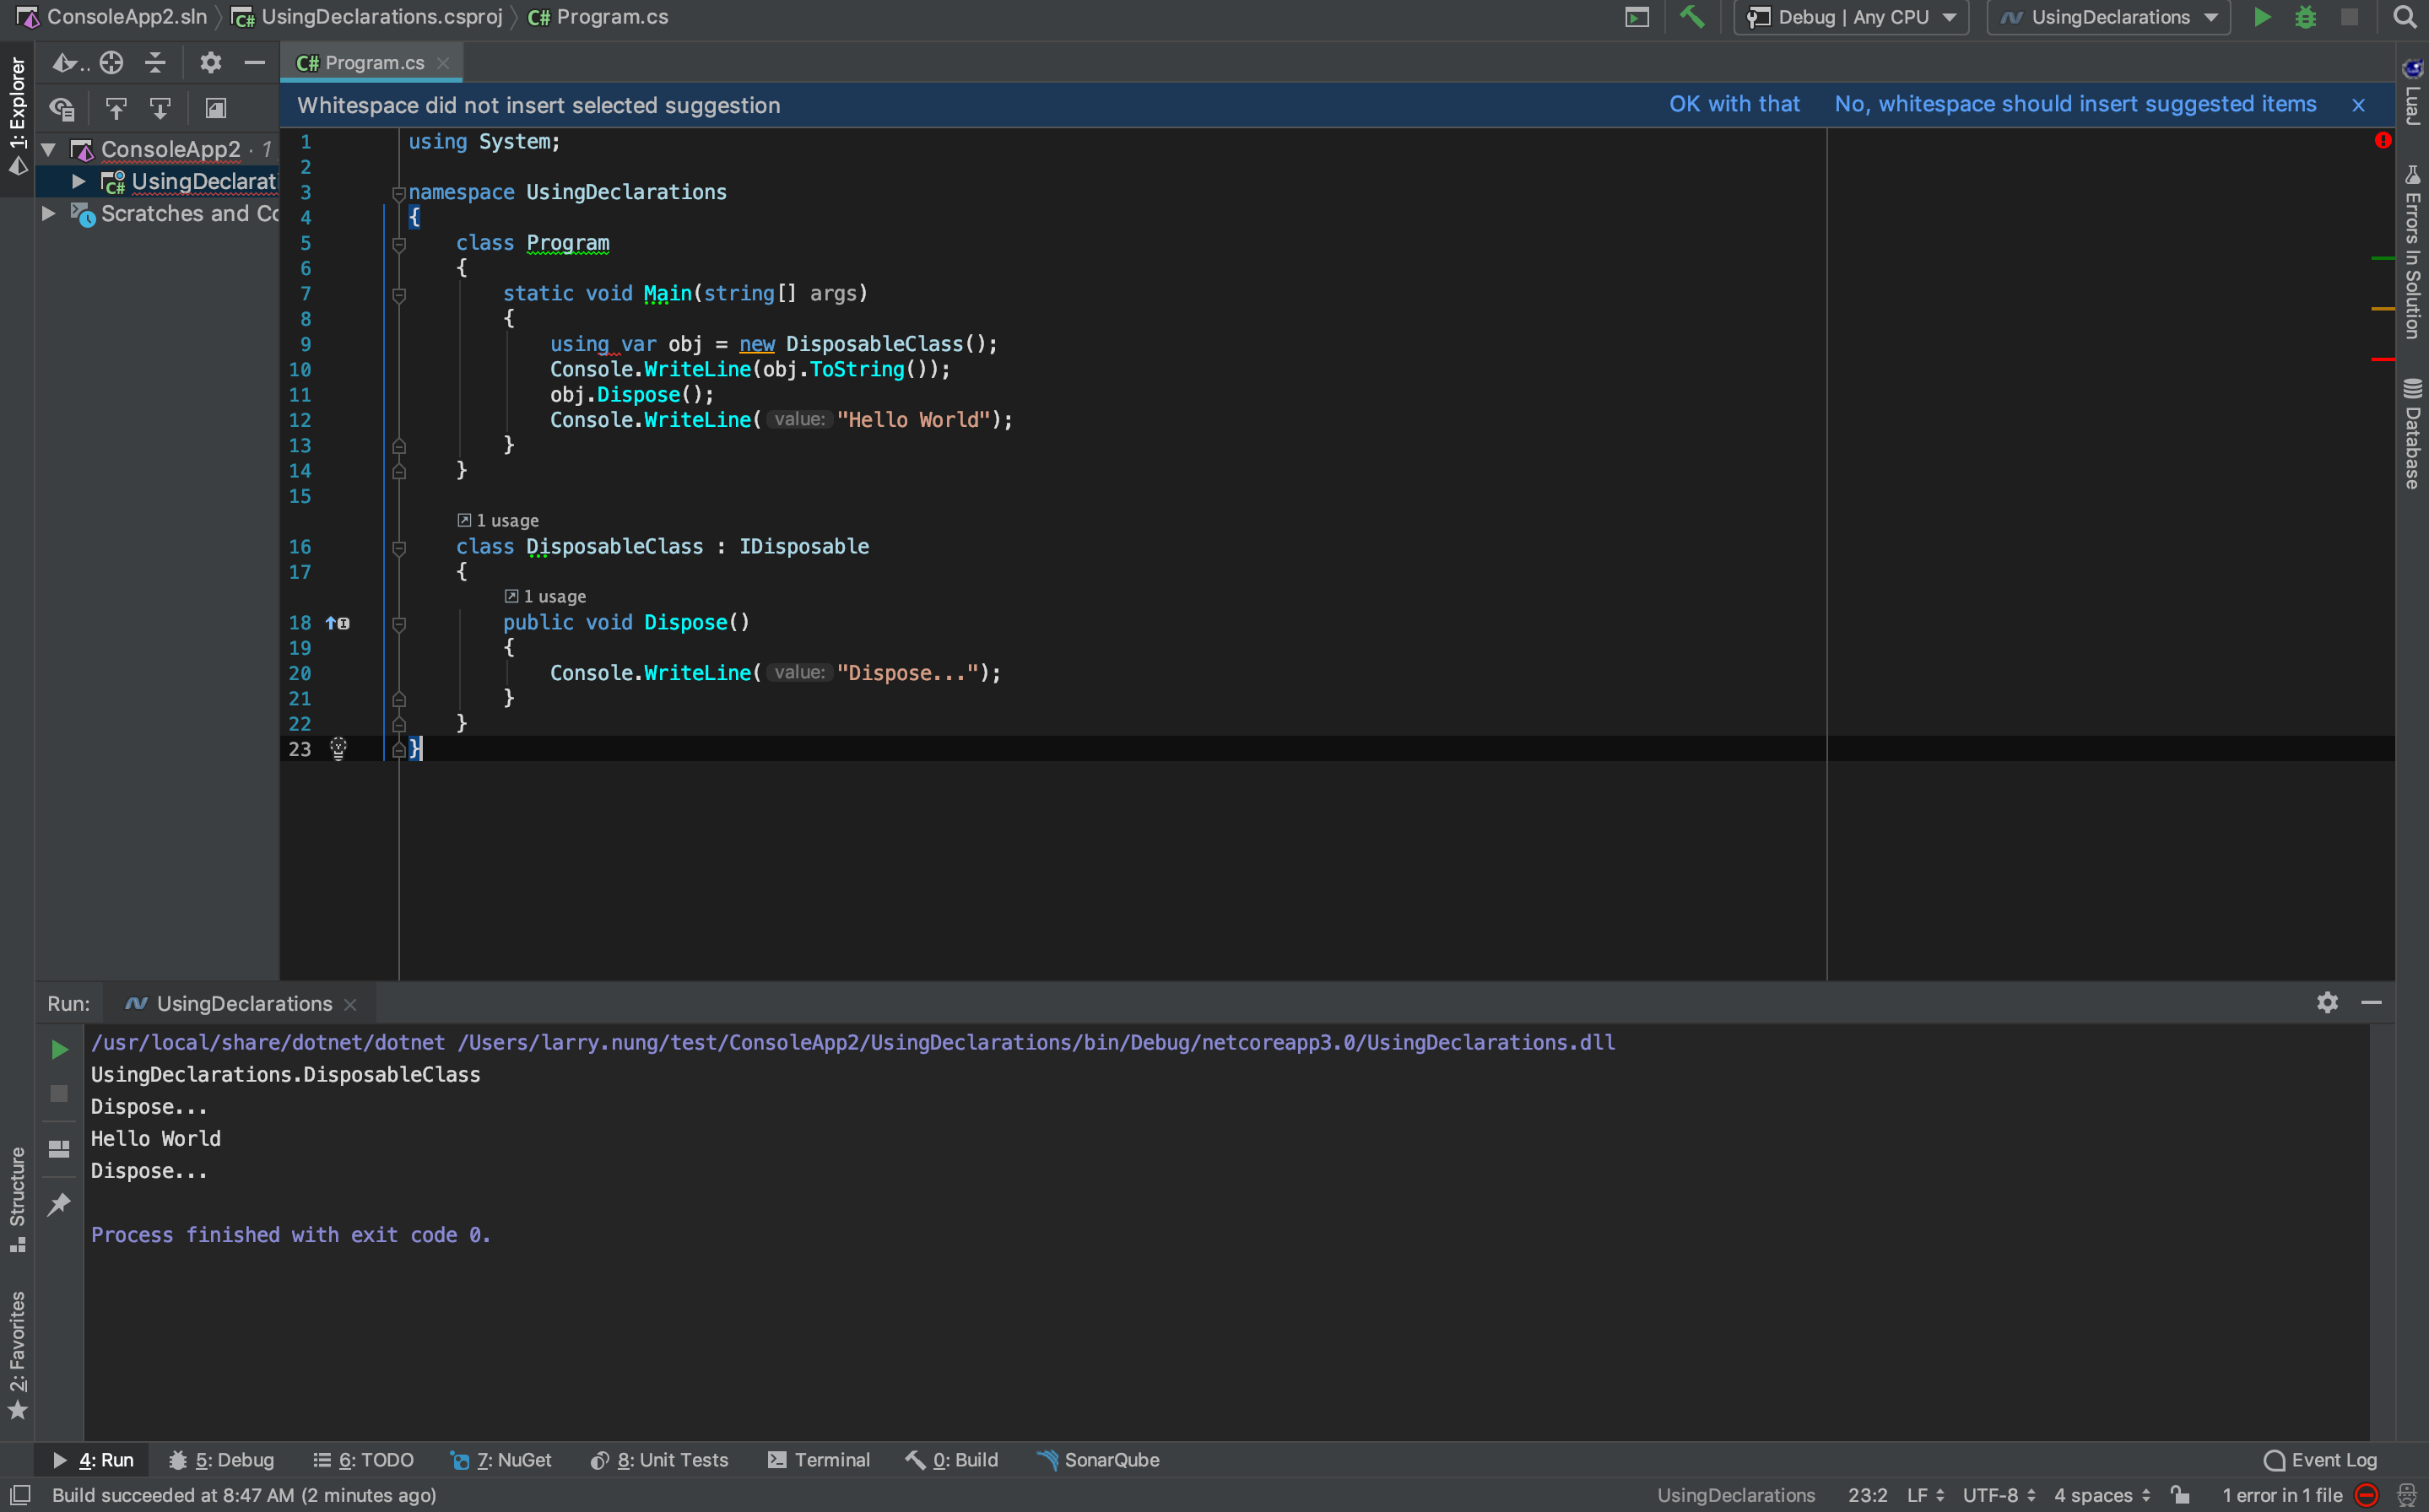 ConsoleApp2.sln UsingDeclarations.csproj C# Program.cs
Debug | Any CPU UsingDeclarations
C# Program.cs
Whitespace did not insert selected suggestion OK with that No, whitespace should insert suggested items
1: Explorer
ConsoleApp2 · 1
UsingDeclarati
Scratches and Co
1 using System;
2
3 namespace UsingDeclarations
4 {
5 class Program
6 {
7 static void Main(string[] args)
8 {
9 using var obj = new DisposableClass();
10 Console.WriteLine(obj.ToString());
11 obj.Dispose();
12 Console.WriteLine( value: "Hello World");
13 }
14 }
15
1 usage
16 class DisposableClass : IDisposable
17 {
1 usage
18 public void Dispose()
19 {
20 Console.WriteLine( value: "Dispose...");
21 }
22 }
23 }
LuaJ
Errors In Solution
Database
Run: UsingDeclarations
/usr/local/share/dotnet/dotnet /Users/larry.nung/test/ConsoleApp2/UsingDeclarations/bin/Debug/netcoreapp3.0/UsingDeclarations.dll
UsingDeclarations.DisposableClass
Dispose...
Hello World
Dispose...
Process finished with exit code 0.
Structure
2: Favorites
4: Run 5: Debug 6: TODO 7: NuGet 8: Unit Tests Terminal 0: Build SonarQube Event Log
Build succeeded at 8:47 AM (2 minutes ago) UsingDeclarations 23:2 LF UTF-8 4 spaces 1 error in 1 file